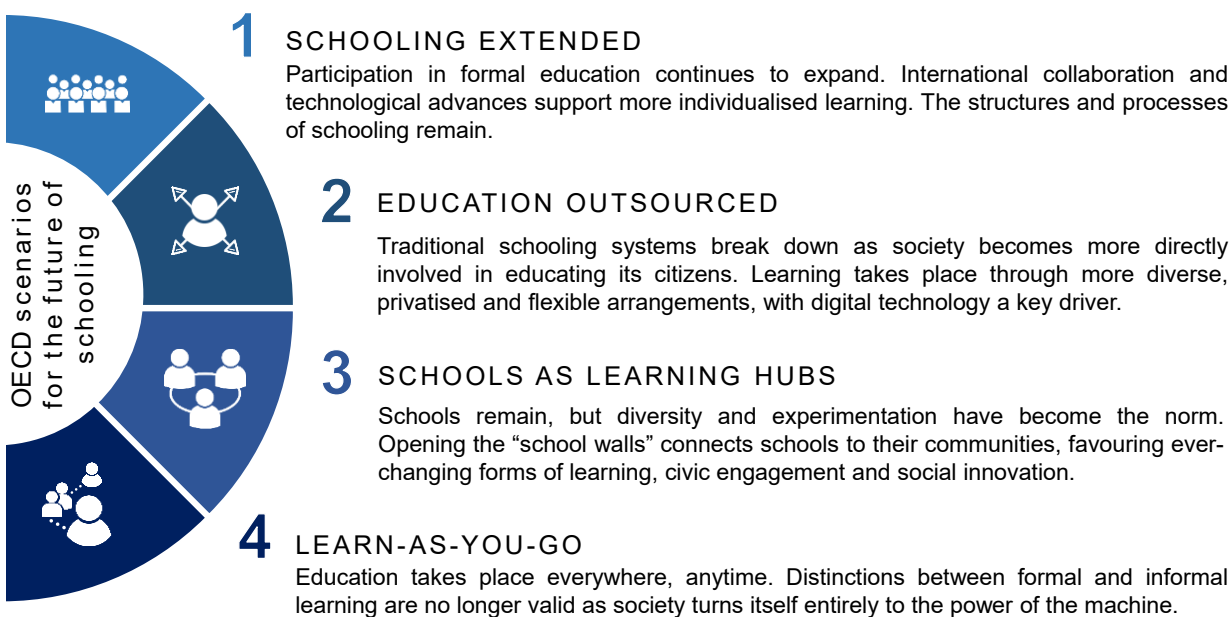 OECD scenarios
for the future of
schooling
1
SCHOOLING EXTENDED
Participation in formal education continues to expand. International collaboration and
technological advances support more individualised learning. The structures and processes
of schooling remain.
2
EDUCATION OUTSOURCED
Traditional schooling systems break down as society becomes more directly
involved in educating its citizens. Learning takes place through more diverse,
privatised and flexible arrangements, with digital technology a key driver.
3
SCHOOLS AS LEARNING HUBS
Schools remain, but diversity and experimentation have become the norm.
Opening the “school walls” connects schools to their communities, favouring ever-
changing forms of learning, civic engagement and social innovation.
4
LEARN-AS-YOU-GO
Education takes place everywhere, anytime. Distinctions between formal and informal
learning are no longer valid as society turns itself entirely to the power of the machine.